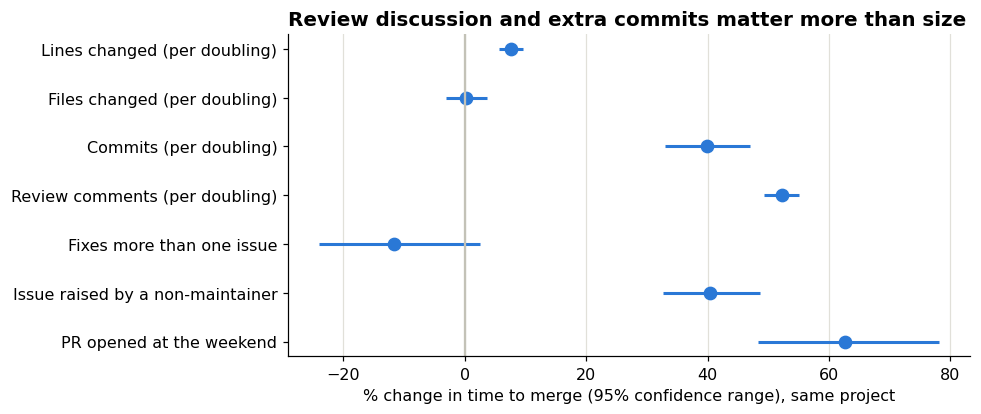 Review discussion and extra commits matter more than size
Lines changed (per doubling)
Files changed (per doubling)
Commits (per doubling)
Review comments (per doubling)
Fixes more than one issue
Issue raised by a non-maintainer
PR opened at the weekend
−20 0 20 40 60 80
% change in time to merge (95% confidence range), same project